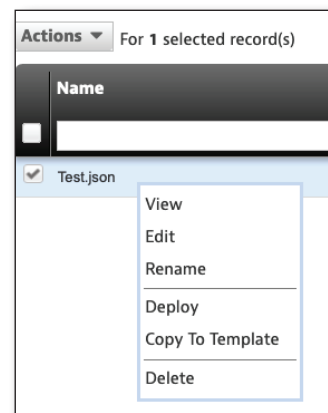 Actions For 1 selected record(s)
Name
Test.json
View
Edit
Rename
Deploy
Copy To Template
Delete